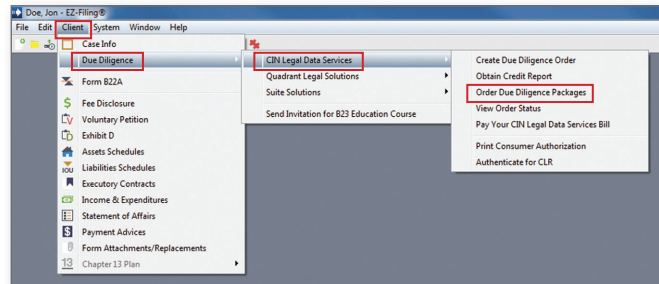 Doe, Jon - EZ-Filing®
File Edit Client System Window Help
Case Info
Due Diligence
Form B22A
Fee Disclosure
Voluntary Petition
Exhibit D
Assets Schedules
IOU Liabilities Schedules
Executory Contracts
Income & Expenditures
Statement of Affairs
Payment Advices
Form Attachments/Replacements
13 Chapter 13 Plan
CIN Legal Data Services
Quadrant Legal Solutions
Suite Solutions
Send Invitation for B23 Education Course
Create Due Diligence Order
Obtain Credit Report
Order Due Diligence Packages
View Order Status
Pay Your CIN Legal Data Services Bill
Print Consumer Authorization
Authenticate for CLR